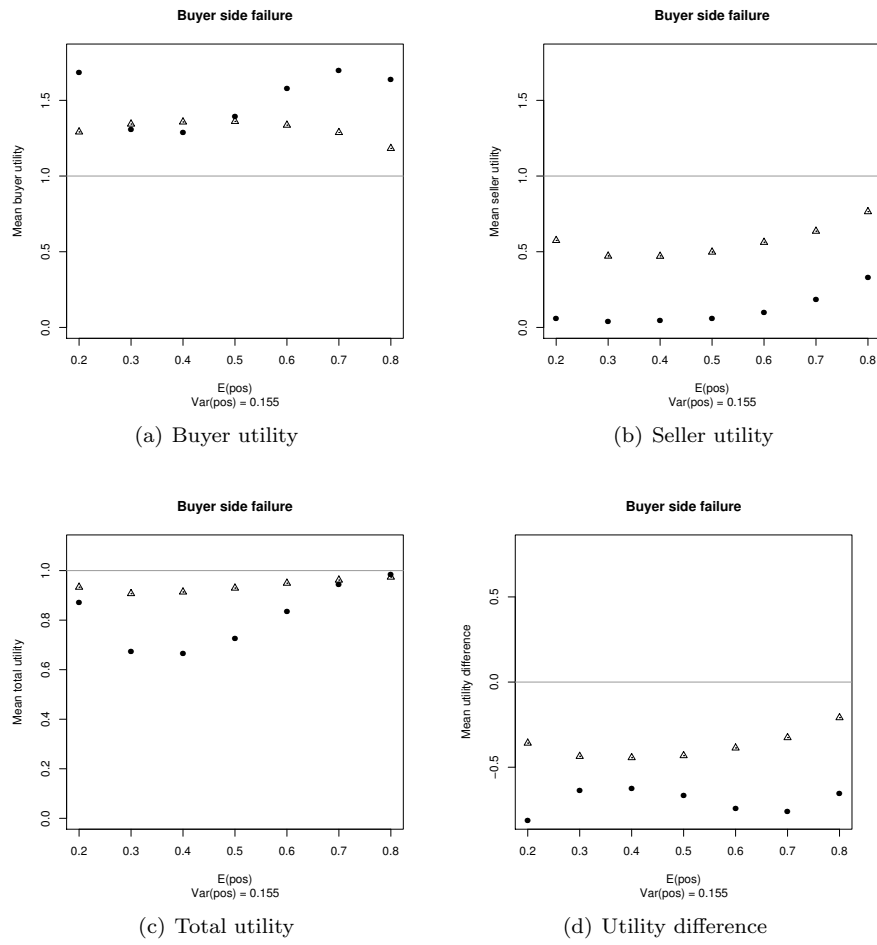 Buyer side failure
Mean buyer utility
0.0 0.5 1.0 1.5
0.2 0.3 0.4 0.5 0.6 0.7 0.8
E(pos)
Var(pos) = 0.155
(a) Buyer utility
Buyer side failure
Mean seller utility
0.0 0.5 1.0 1.5
0.2 0.3 0.4 0.5 0.6 0.7 0.8
E(pos)
Var(pos) = 0.155
(b) Seller utility
Buyer side failure
Mean total utility
0.0 0.2 0.4 0.6 0.8 1.0
0.2 0.3 0.4 0.5 0.6 0.7 0.8
E(pos)
Var(pos) = 0.155
(c) Total utility
Buyer side failure
Mean utility difference
−0.5 0.0 0.5
0.2 0.3 0.4 0.5 0.6 0.7 0.8
E(pos)
Var(pos) = 0.155
(d) Utility difference